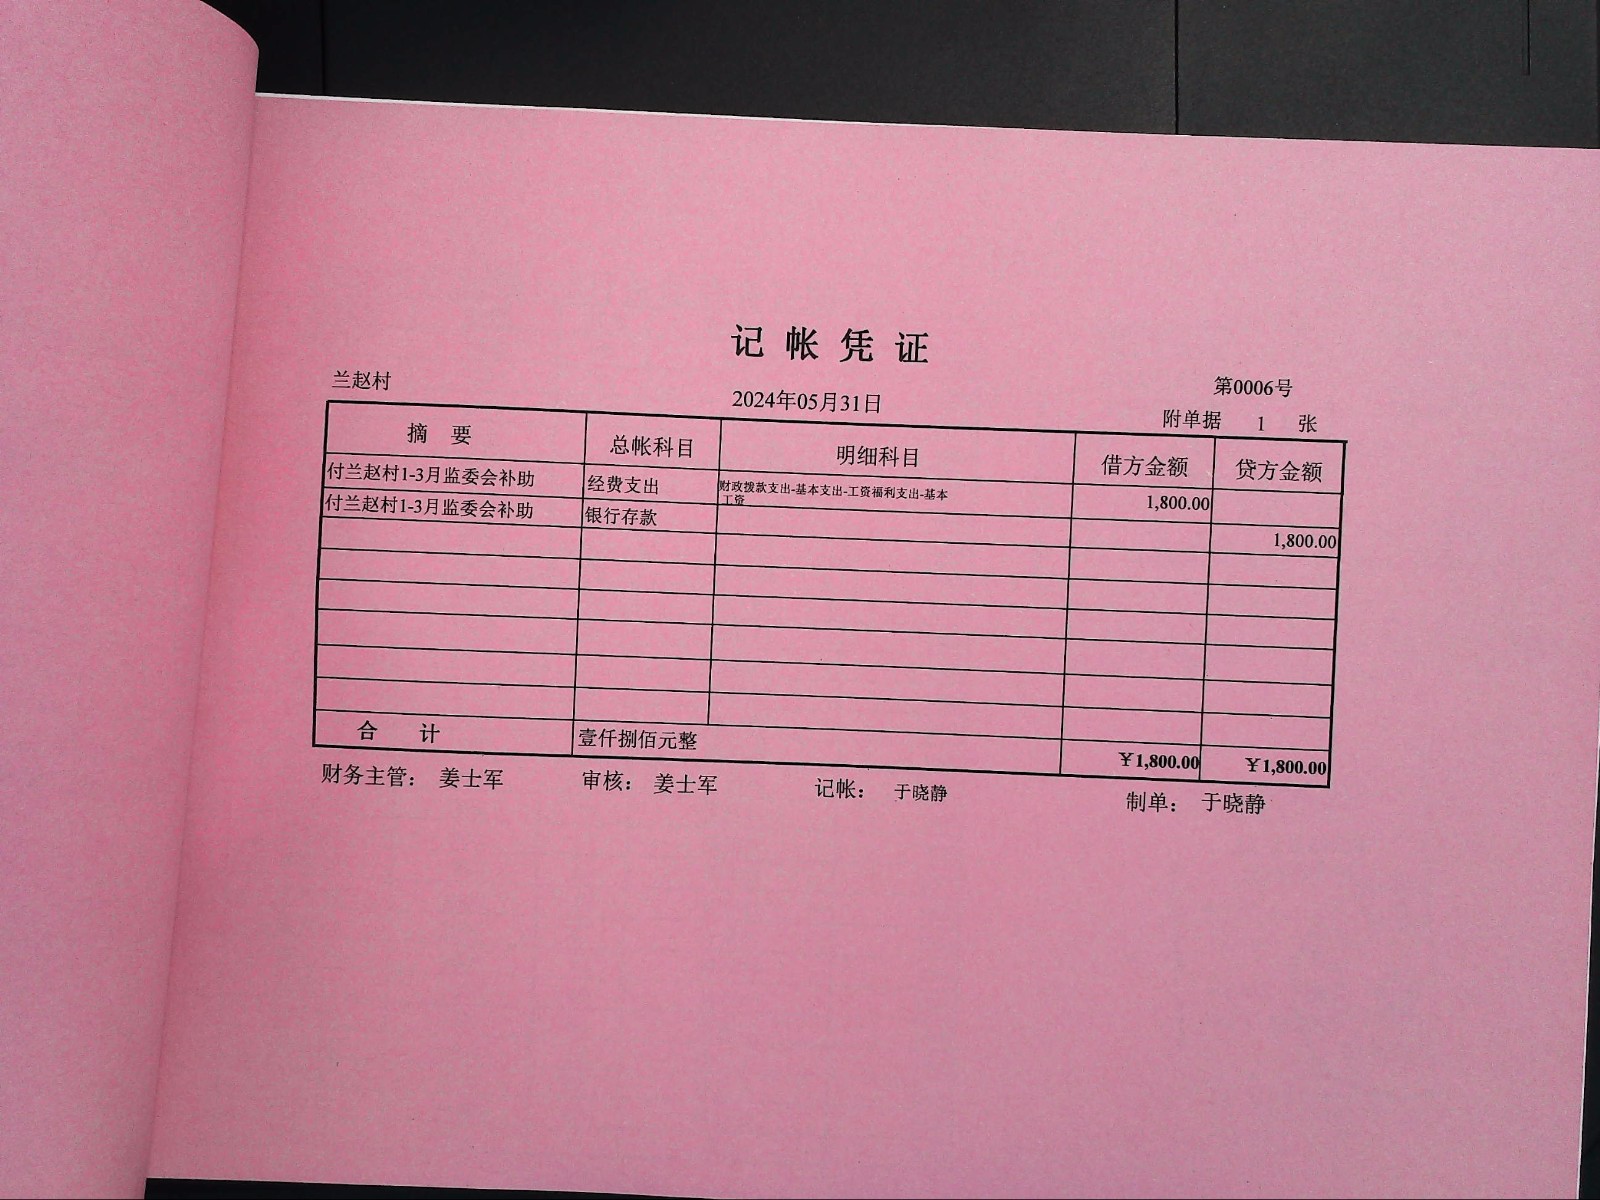 记 帐 凭 证
兰赵村
2024年05月31日
第0006号
附单据 1 张
摘 要 总帐科目 明细科目 借方金额 贷方金额
付兰赵村1-3月监委会补助 经费支出 财政拨款支出-基本支出-工资福利支出-基本 1,800.00
工资
付兰赵村1-3月监委会补助 银行存款 1,800.00
合 计 壹仟捌佰元整 ￥1,800.00 ￥1,800.00
财务主管： 姜士军 审核： 姜士军 记帐： 于晓静 制单： 于晓静